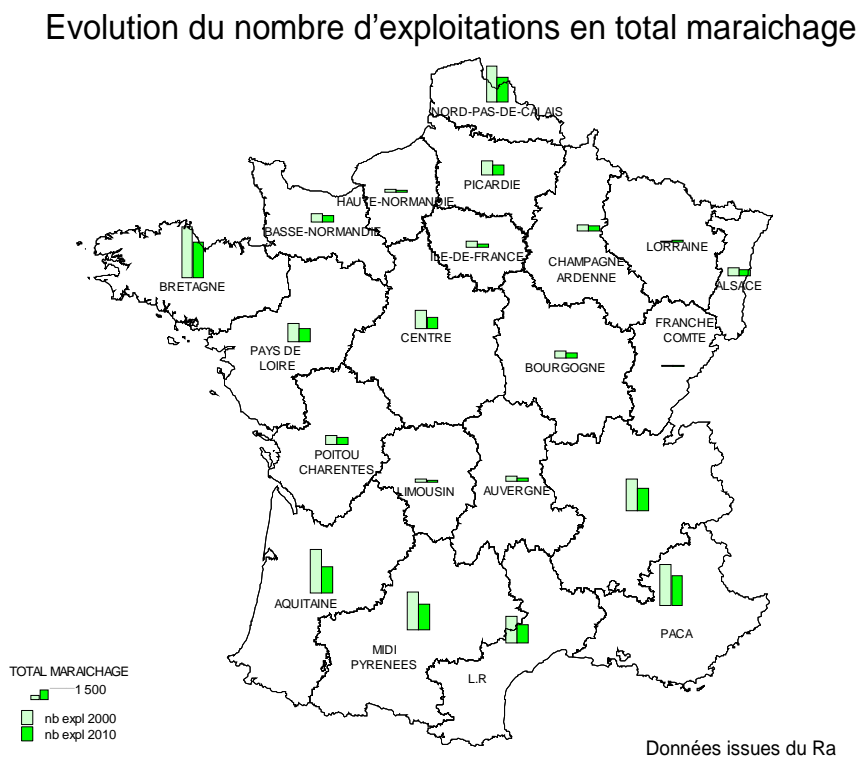 Evolution du nombre d'exploitations en total maraichage
NORD-PAS-DE-CALAIS
PICARDIE
HAUTE-NORMANDIE
BASSE-NORMANDIE
ILE-DE-FRANCE
CHAMPAGNE
ARDENNE
LORRAINE
ALSACE
BRETAGNE
PAYS DE
LOIRE
CENTRE
BOURGOGNE
FRANCHE
COMTE
POITOU
CHARENTES
LIMOUSIN
AUVERGNE
AQUITAINE
MIDI
PYRENEES
L.R
PACA
TOTAL MARAICHAGE
1 500
nb expl 2000
nb expl 2010
Données issues du Ra